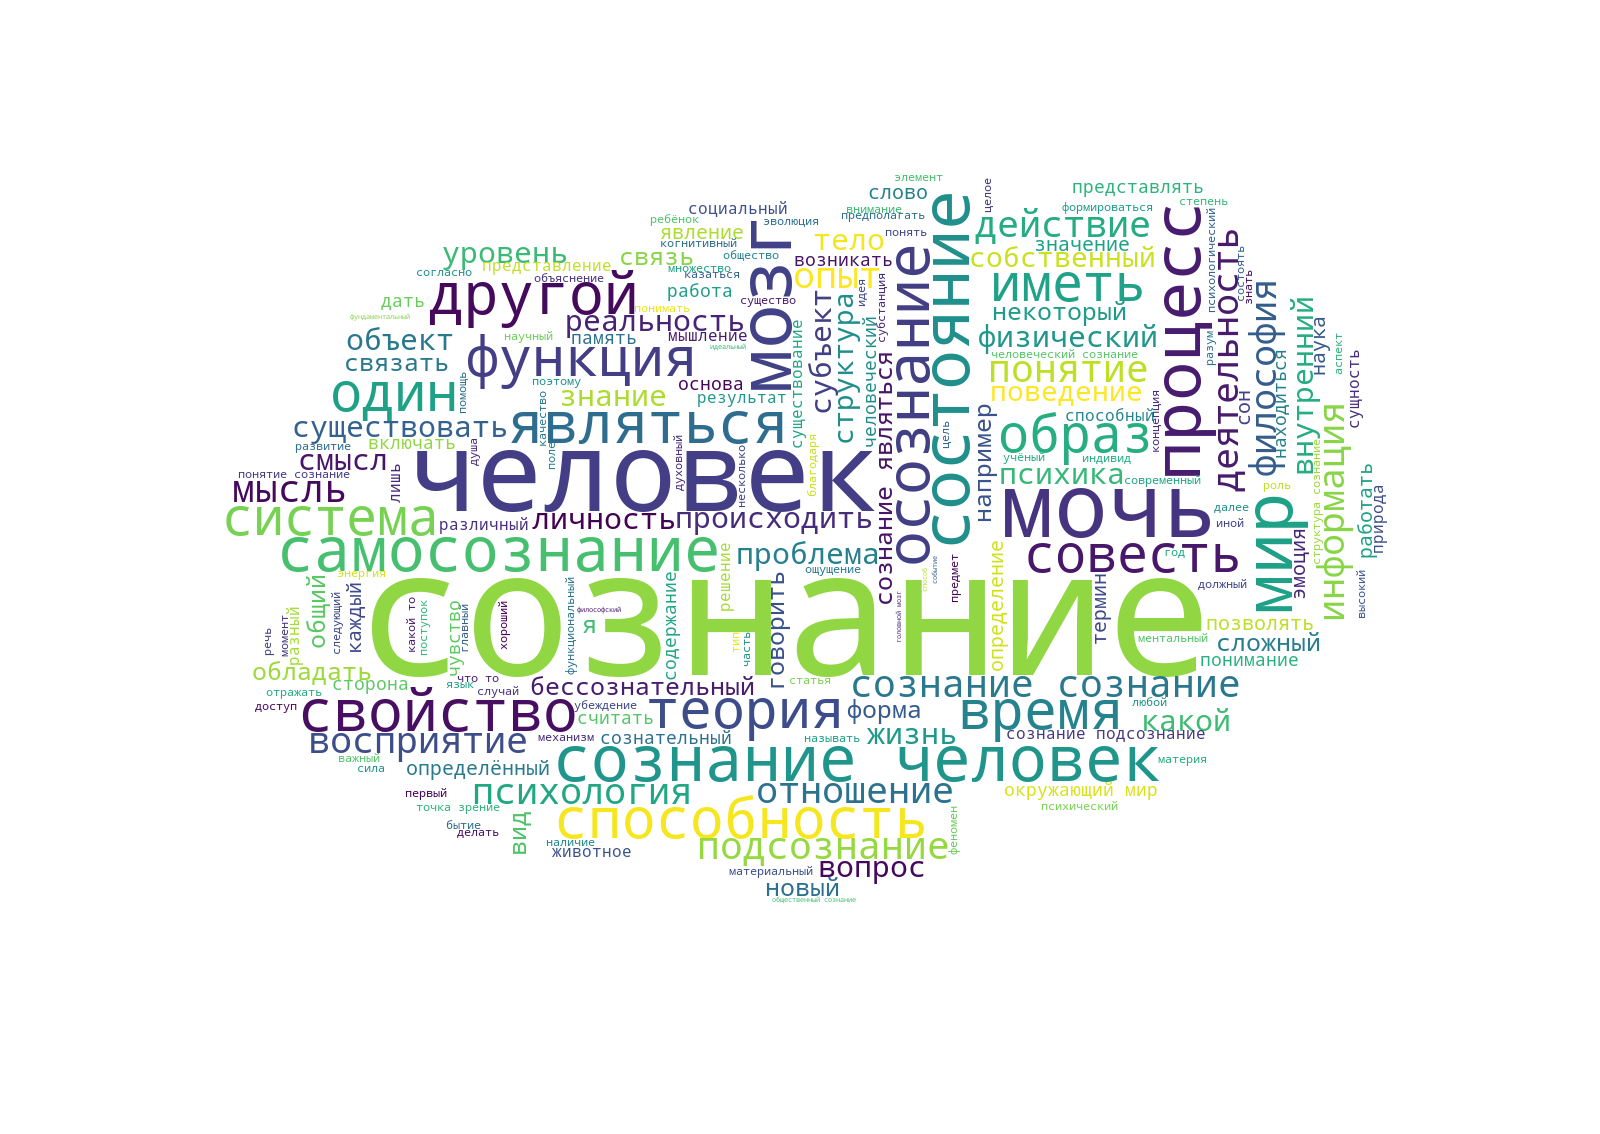 элемент
слово
целое
представлять
степень
социальный
ребёнок
эволюция
внимание
предполагать
формироваться
явление
тело
понять
действие
когнитивный
значение
уровень
связь
общество
возникать
собственный
согласно
представление
объяснение
множество
казаться
опыт
иметь
другой
работа
существо
дать
понимать
некоторый
фундаментальный
реальность
объект
научный
память
мышление
физический
идеальный
связать
функция
человеческий сознание
мозг
осознание
состояние
процесс
психологический
состоять
знать
деятельность
разум
идея
субстанция
субъект
структура
человеческий
существование
философия
сон
находиться
внутренний
наука
аспект
сущность
поэтому
основа
понятие
один
помощь
знание
результат
поведение
существовать
являться
качество
поле
цель
способный
концепция
развитие
включать
душа
духовный
несколько
благодаря
образ
учёный
индивид
смысл
человек
например
понятие сознание
лишь
психика
современный
роль
мысль
мочь
система
различный
личность
происходить
сознание являться
далее
иной
мир
информация
структура сознание
работать
природа
самосознание
проблема
совесть
год
эмоция
энергия
ощущение
способ
событие
предмет
определение
термин
должный
высокий
сознание
общий
следующий
каждый
речь
момент
разный
какой то
поступок
чувство
главный
хороший
функциональный
философский
я
содержание
решение
тип
часть
говорить
головной мозг
позволять
ментальный
сложный
обладать
понимание
сторона
что то
язык
случай
бессознательный
статья
сознание сознание
отражать
доступ
свойство
убеждение
считать
теория
форма
время
любой
какой
восприятие
механизм
сознательный
называть
жизнь
сознание подсознание
важный
сила
определённый
сознание человек
материя
первый
психология
отношение
окружающий мир
точка зрение
психический
способность
бытие
делать
вид
наличие
животное
подсознание
феномен
материальный
вопрос
новый
общественный сознание